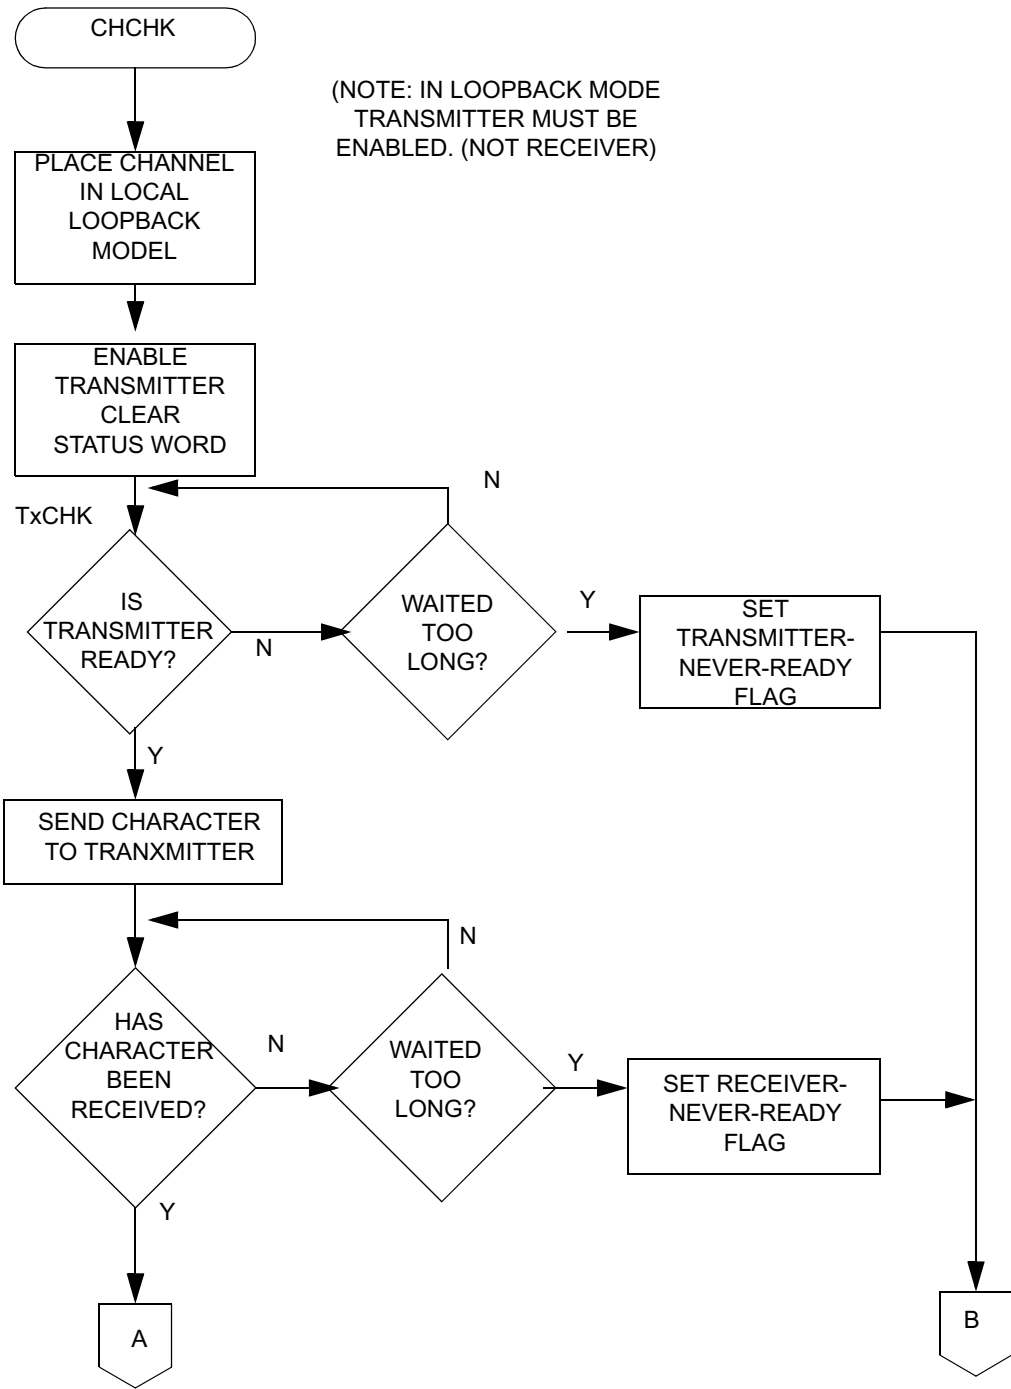 CHCHK
(NOTE: IN LOOPBACK MODE
TRANSMITTER MUST BE
ENABLED. (NOT RECEIVER)
PLACE CHANNEL
IN LOCAL
LOOPBACK
MODEL
ENABLE
TRANSMITTER
CLEAR
STATUS WORD
N
TxCHK
IS
TRANSMITTER
READY?
N
WAITED
TOO
LONG?
Y
SET
TRANSMITTER-
NEVER-READY
FLAG
Y
SEND CHARACTER
TO TRANXMITTER
N
HAS
CHARACTER
BEEN
RECEIVED?
N
WAITED
TOO
LONG?
Y
SET RECEIVER-
NEVER-READY
FLAG
Y
A
B